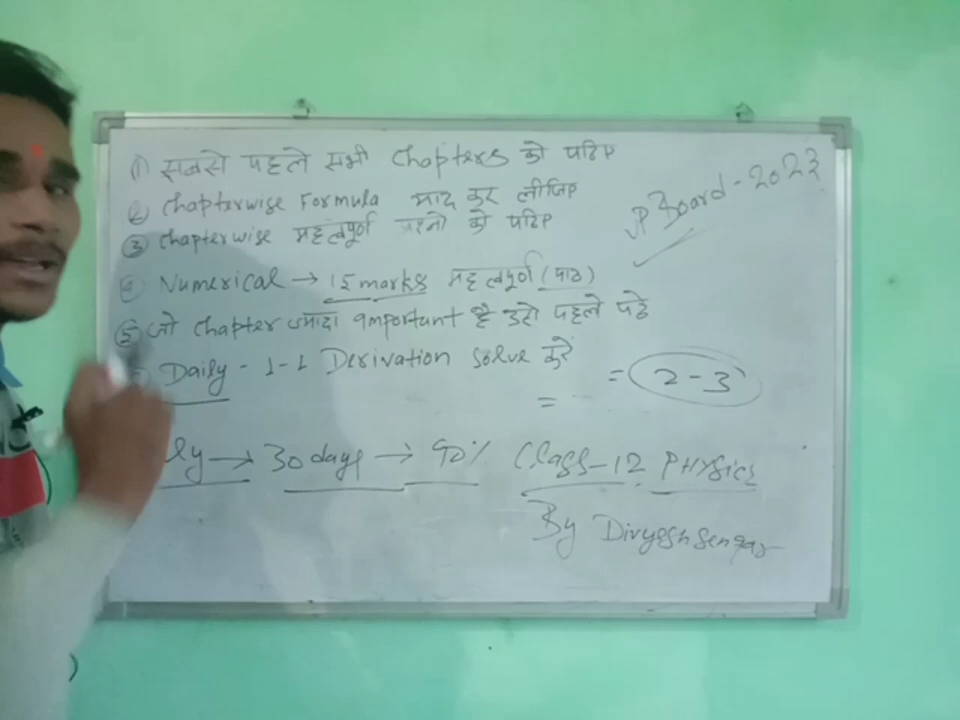 (1) सबसे पहले सभी Chapters को पढिए
UP Board-2023
(2) Chapterwise Formula याद कर लीजिए
(3) Chapterwise महत्वपूर्ण प्रश्नो को पढिए
(4) Numerical → 15 marks महत्वपूर्ण (पाठ)
(5) जो Chapter ज्यादा important है उसे पहले पढे
Daily - 1-1 Derivation solve करें
= (2-3)
=
ly → 30 days → 90% Class-12 PHYSICS
By Divyesh Sengar